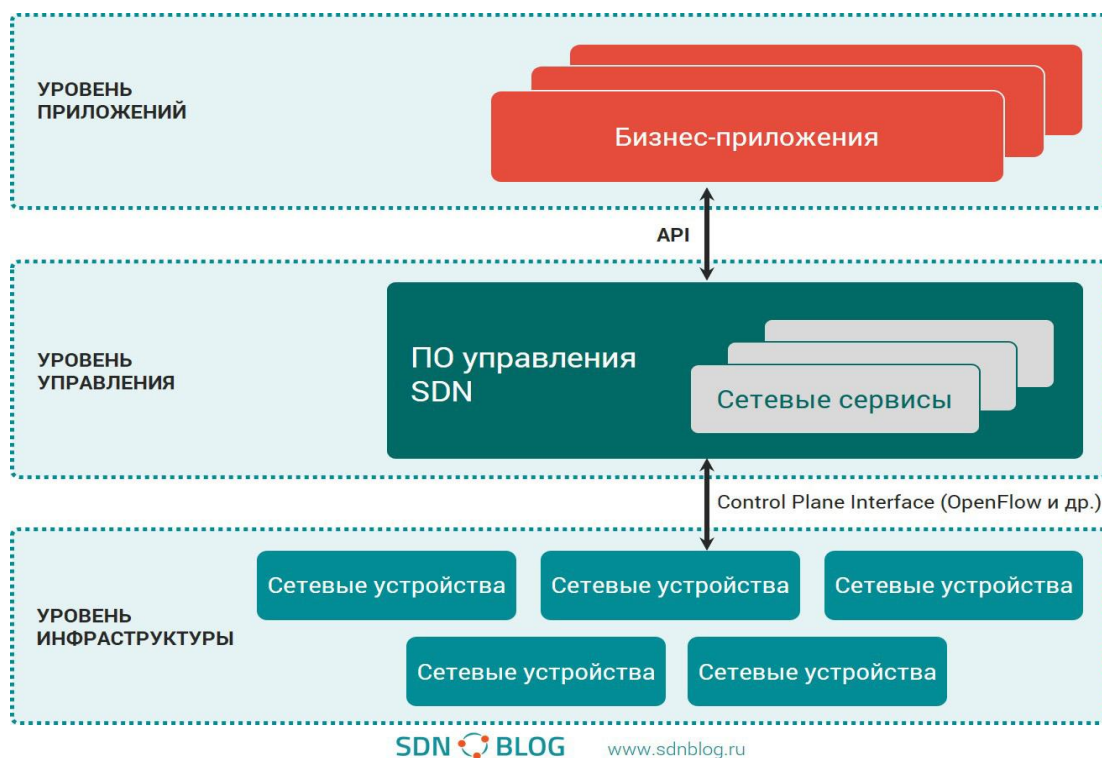 УРОВЕНЬ
ПРИЛОЖЕНИЙ
Бизнес-приложения
API
УРОВЕНЬ
УПРАВЛЕНИЯ
ПО управления
SDN
Сетевые сервисы
Control Plane Interface (OpenFlow и др.)
УРОВЕНЬ
ИНФРАСТРУКТУРЫ
Сетевые устройства
Сетевые устройства
Сетевые устройства
Сетевые устройства
Сетевые устройства
SDN BLOG
www.sdnblog.ru